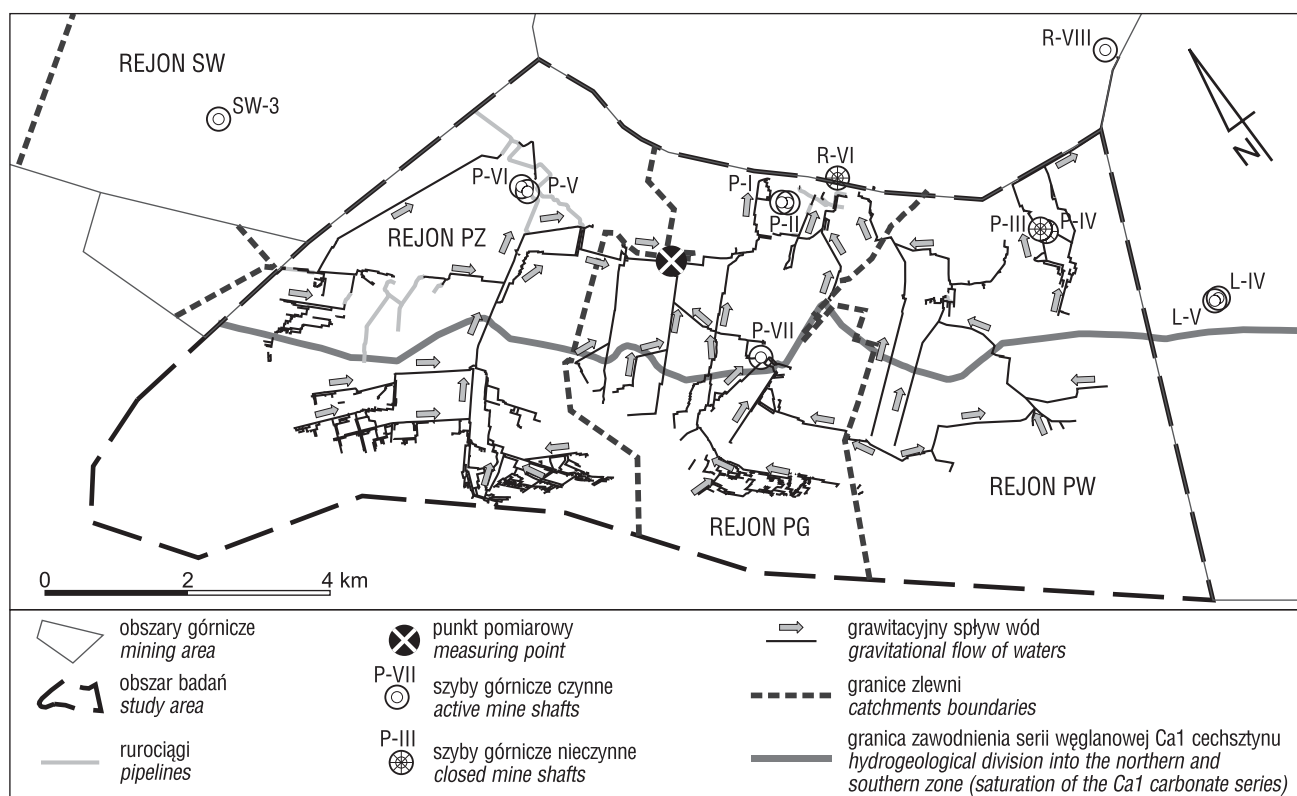 R-VIII
REJON SW
SW-3
N
R-VI
P-VI
P-V
P-I
P-II
P-III
P-IV
REJON PZ
L-IV
L-V
P-VII
REJON PW
REJON PG
0 2 4 km
obszary górnicze
mining area
obszar badań
study area
rurociągi
pipelines
punkt pomiarowy
measuring point
P-VII
szyby górnicze czynne
active mine shafts
P-III
szyby górnicze nieczynne
closed mine shafts
grawitacyjny spływ wód
gravitational flow of waters
granice zlewni
catchments boundaries
granica zawodnienia serii węglanowej Ca1 cechsztynu
hydrogeological division into the northern and
southern zone (saturation of the Ca1 carbonate series)